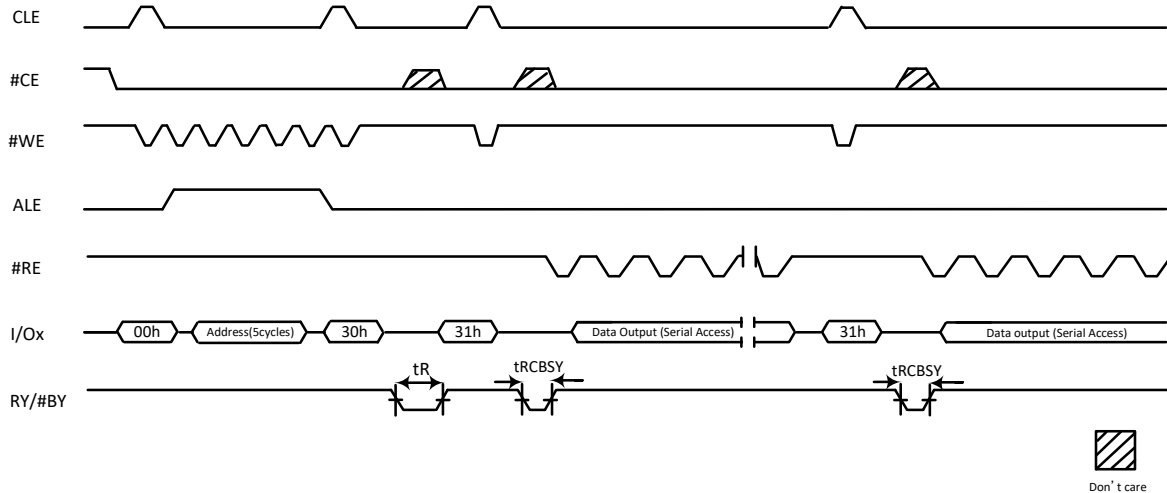 CLE
#CE
#WE
ALE
#RE
I/Ox 00h Address(5cycles) 30h 31h Data Output (Serial Access) 31h Data output (Serial Access)
tR tRCBSY tRCBSY
RY/#BY
Don't care